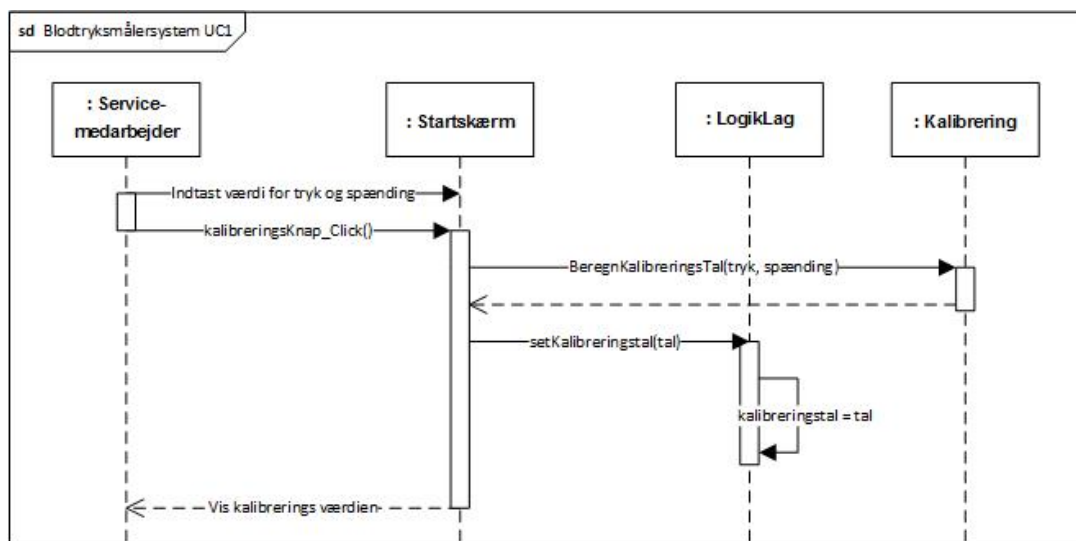 sd Blodtryksmålersystem UC1
: Service-
medarbejder
: Startskærm
: LogikLag
: Kalibrering
Indtast værdi for tryk og spænding
kalibreringsKnap_Click()
BeregnKalibreringsTal(tryk, spænding)
setKalibreringstal(tal)
kalibreringstal = tal
Vis kalibrerings værdien